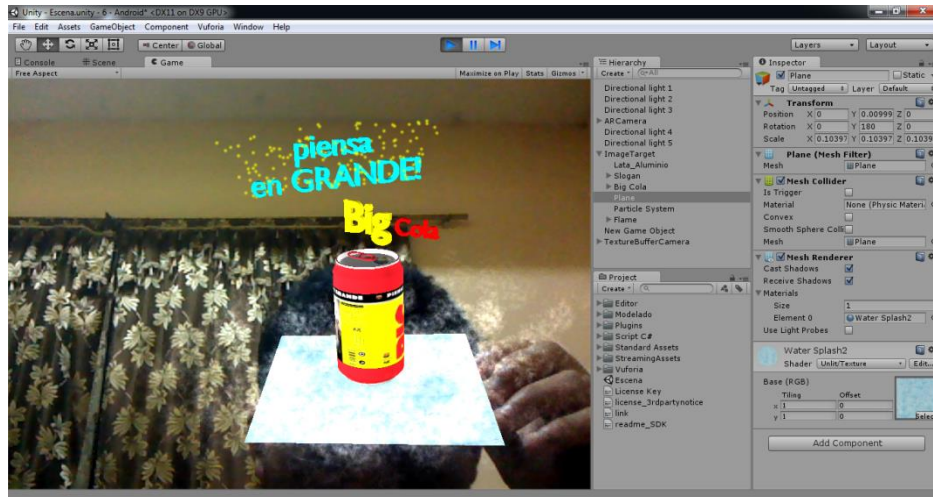 Unity - Escena.unity - 6 - Android* <DX11 on DX9 GPU>
File Edit Assets GameObject Component Vuforia Window Help
Center Global
Layers Layout
Console Scene Game
Free Aspect Maximize on Play Stats Gizmos
piensa
en GRANDE!
Big Cola
Hierarchy
Create All
Directional light 1
Directional light 2
Directional light 3
ARCamera
Directional light 4
Directional light 5
ImageTarget
Lata_Aluminio
Slogan
Big Cola
Plane
Particle System
Flame
New Game Object
TextureBufferCamera
Project
Create
Editor
Modelado
Plugins
Script C#
Standard Assets
StreamingAssets
Vuforia
Escena
License Key
license_3rdpartynotice
link
readme_SDK
Inspector
Plane Static
Tag Untagged Layer Default
Transform
Position X 0 Y 0.00999 Z 0
Rotation X 0 Y 180 Z 0
Scale X 0.10397 Y 0.10397 Z 0.1039
Plane (Mesh Filter)
Mesh Plane
Mesh Collider
Is Trigger
Material None (Physic Materi
Convex
Smooth Sphere Colli
Mesh Plane
Mesh Renderer
Cast Shadows
Receive Shadows
Materials
Size 1
Element 0 Water Splash2
Use Light Probes
Water Splash2
Shader Unlit/Texture Edit...
Base (RGB)
Tiling Offset
x 1 0
y 1 0
Selec
Add Component